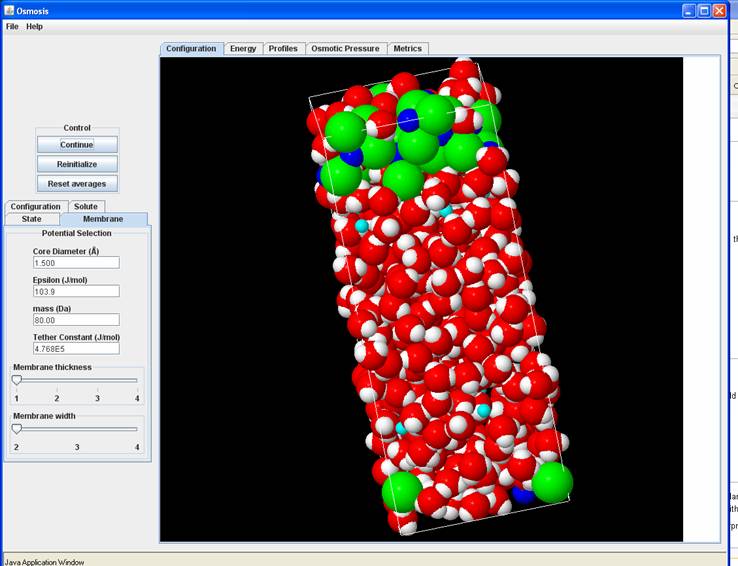 Osmosis
File Help
Configuration Energy Profiles Osmotic Pressure Metrics
Control
Continue
Reinitialize
Reset averages
Configuration Solute
State Membrane
Potential Selection
Core Diameter (Å)
1.500
Epsilon (J/mol)
103.9
mass (Da)
80.00
Tether Constant (J/mol)
4.768E5
Membrane thickness
1 2 3 4
Membrane width
2 3 4
Java Application Window